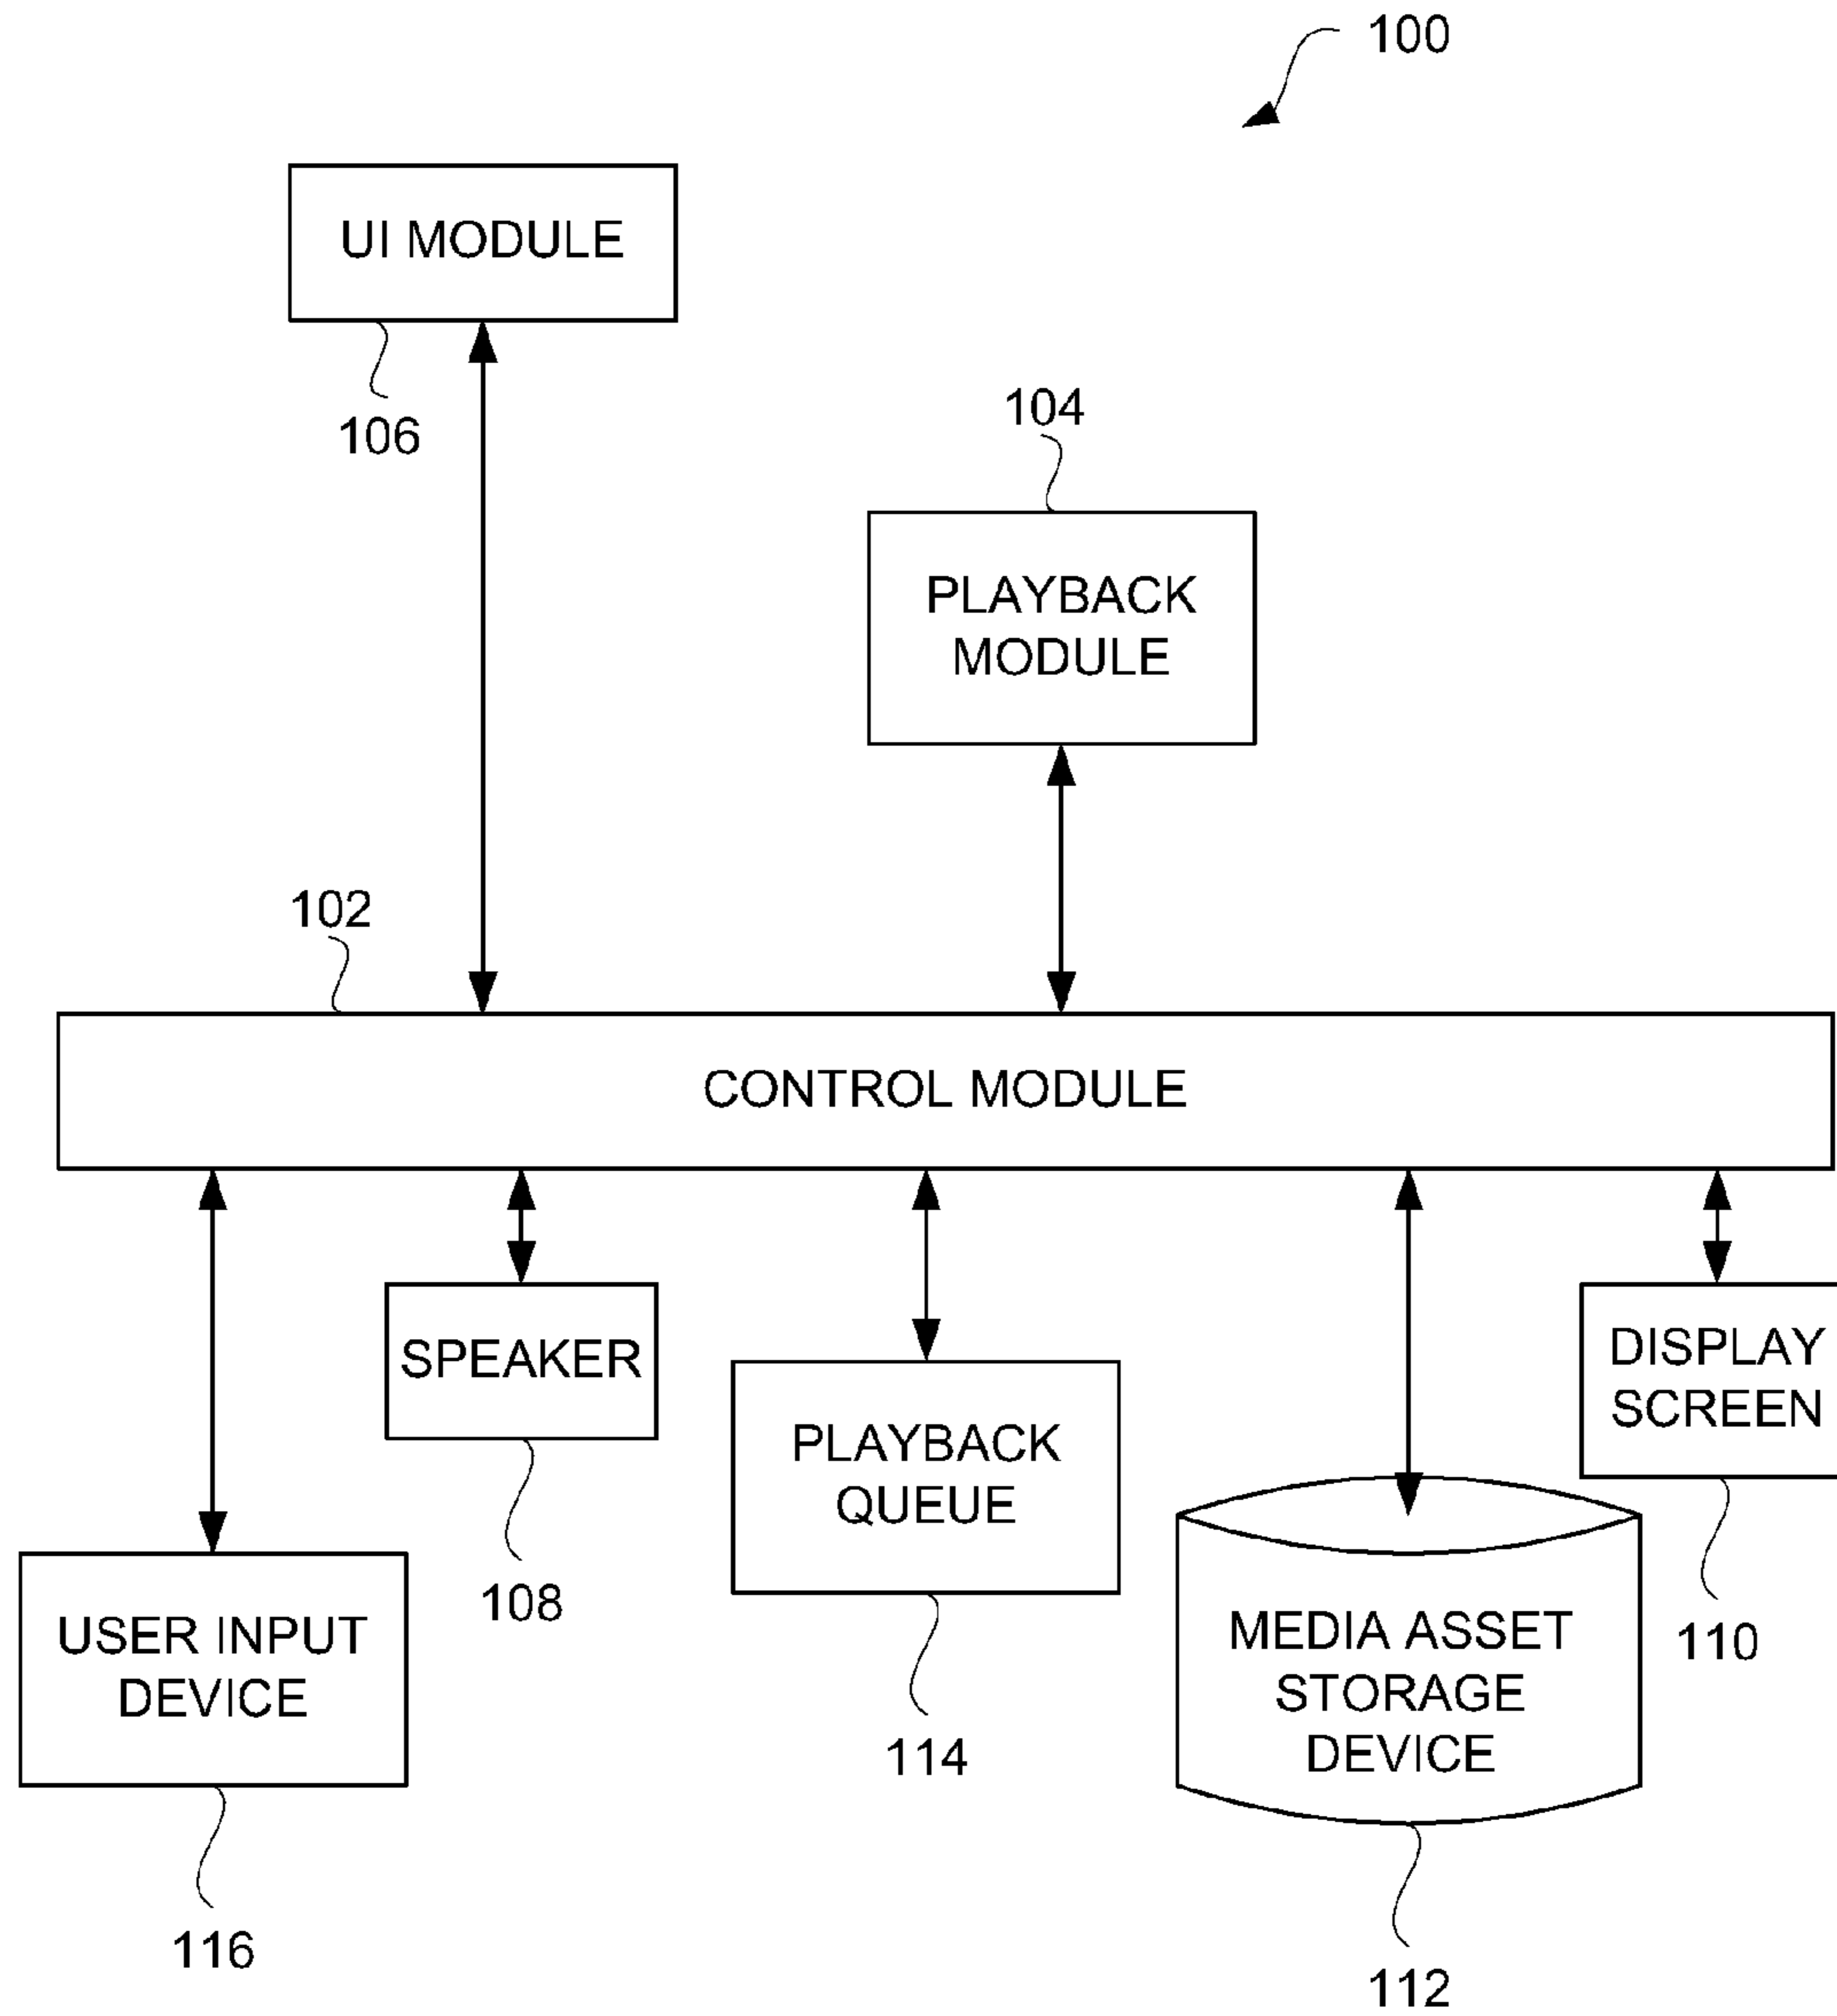 100
UI MODULE
106
104
PLAYBACK
MODULE
102
CONTROL MODULE
SPEAKER
DISPLAY
SCREEN
PLAYBACK
QUEUE
108
USER INPUT
DEVICE
MEDIA ASSET
STORAGE
DEVICE
110
114
116
112